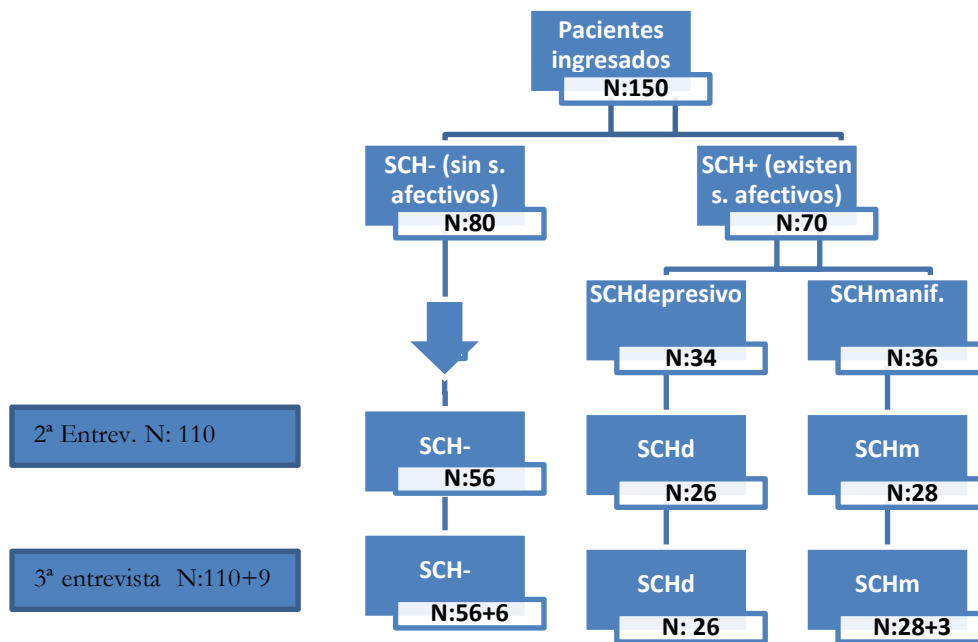 Pacientes
ingresados
N:150
SCH- (sin s.
afectivos)
N:80
SCH+ (existen
s. afectivos)
N:70
SCHdepresivo
N:34
SCHmanif.
N:36
2ª Entrev. N: 110
SCH-
N:56
SCHd
N:26
SCHm
N:28
3ª entrevista N:110+9
SCH-
N:56+6
SCHd
N: 26
SCHm
N:28+3